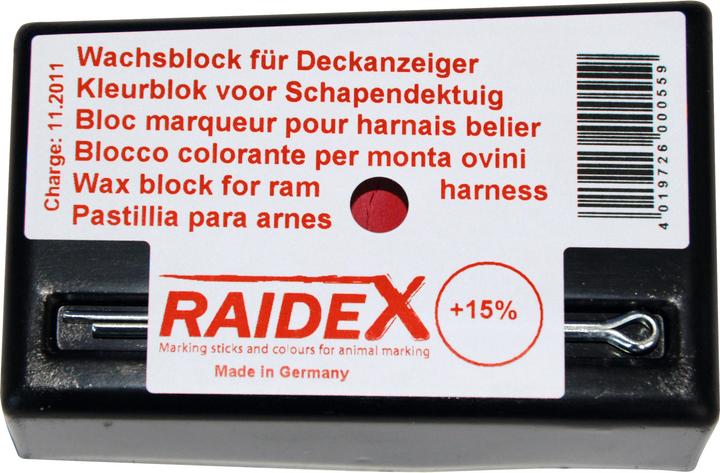 Wachsblock für Deckanzeiger
Kleurblok voor Schapendektuig
Bloc marqueur pour harnais belier
Blocco colorante per monta ovini
Wax block for ram harness
Pastillia para arnes
Charge: 11.2011
4 019726 000559
RAIDEX
+15%
Marking sticks and colours for animal marking
Made in Germany